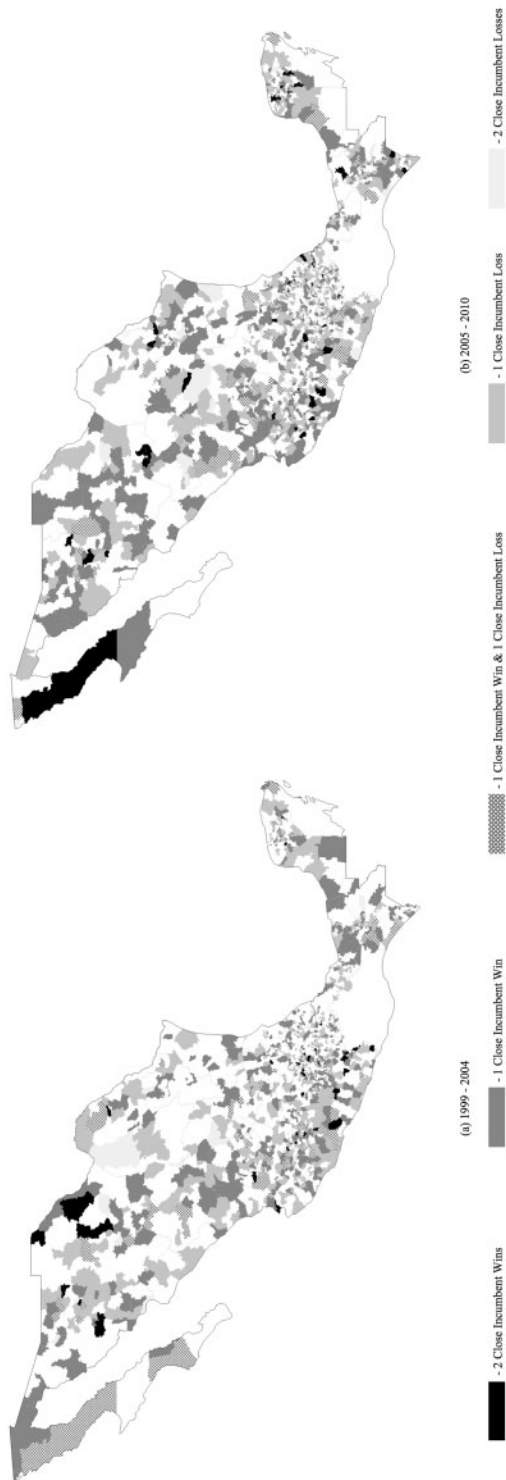 (a) 1999 - 2004
(b) 2005 - 2010
- 2 Close Incumbent Wins
- 1 Close Incumbent Win
- 1 Close Incumbent Win & 1 Close Incumbent Loss
- 1 Close Incumbent Loss
- 2 Close Incumbent Losses